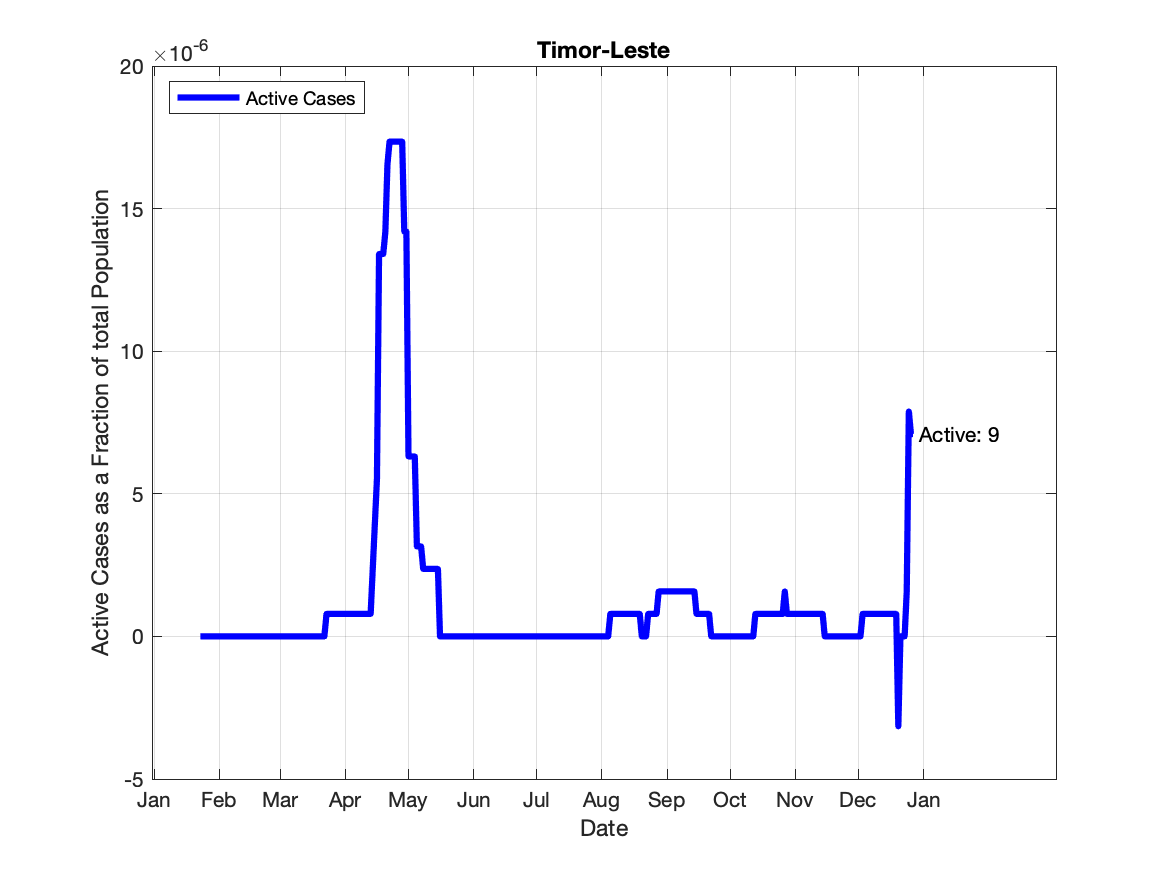 Timor-Leste
×10-6
20
15
10
5
0
-5
Active Cases as a Fraction of total Population
Active Cases
Active: 9
Jan Feb Mar Apr May Jun Jul Aug Sep Oct Nov Dec Jan
Date